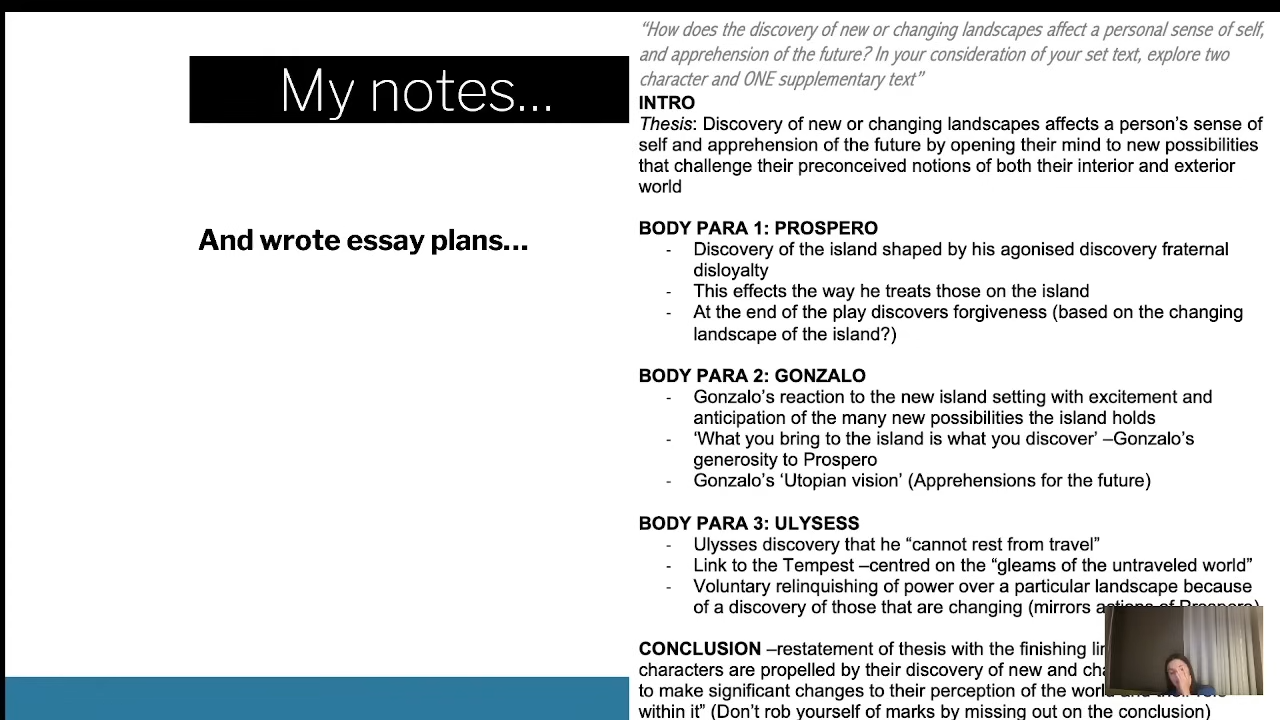 My notes...
And wrote essay plans...
“How does the discovery of new or changing landscapes affect a personal sense of self,
and apprehension of the future? In your consideration of your set text, explore two
character and ONE supplementary text”
INTRO
Thesis: Discovery of new or changing landscapes affects a person’s sense of
self and apprehension of the future by opening their mind to new possibilities
that challenge their preconceived notions of both their interior and exterior
world
BODY PARA 1: PROSPERO
- Discovery of the island shaped by his agonised discovery fraternal
disloyalty
- This effects the way he treats those on the island
- At the end of the play discovers forgiveness (based on the changing
landscape of the island?)
BODY PARA 2: GONZALO
- Gonzalo’s reaction to the new island setting with excitement and
anticipation of the many new possibilities the island holds
- ‘What you bring to the island is what you discover’ –Gonzalo’s
generosity to Prospero
- Gonzalo’s ‘Utopian vision’ (Apprehensions for the future)
BODY PARA 3: ULYSESS
- Ulysses discovery that he “cannot rest from travel”
- Link to the Tempest –centred on the “gleams of the untraveled world”
- Voluntary relinquishing of power over a particular landscape because
of a discovery of those that are changing (mirrors actions of Prospero)
CONCLUSION –restatement of thesis with the finishing
characters are propelled by their discovery of new and
to make significant changes to their perception of the world and their role
within it” (Don’t rob yourself of marks by missing out on the conclusion)